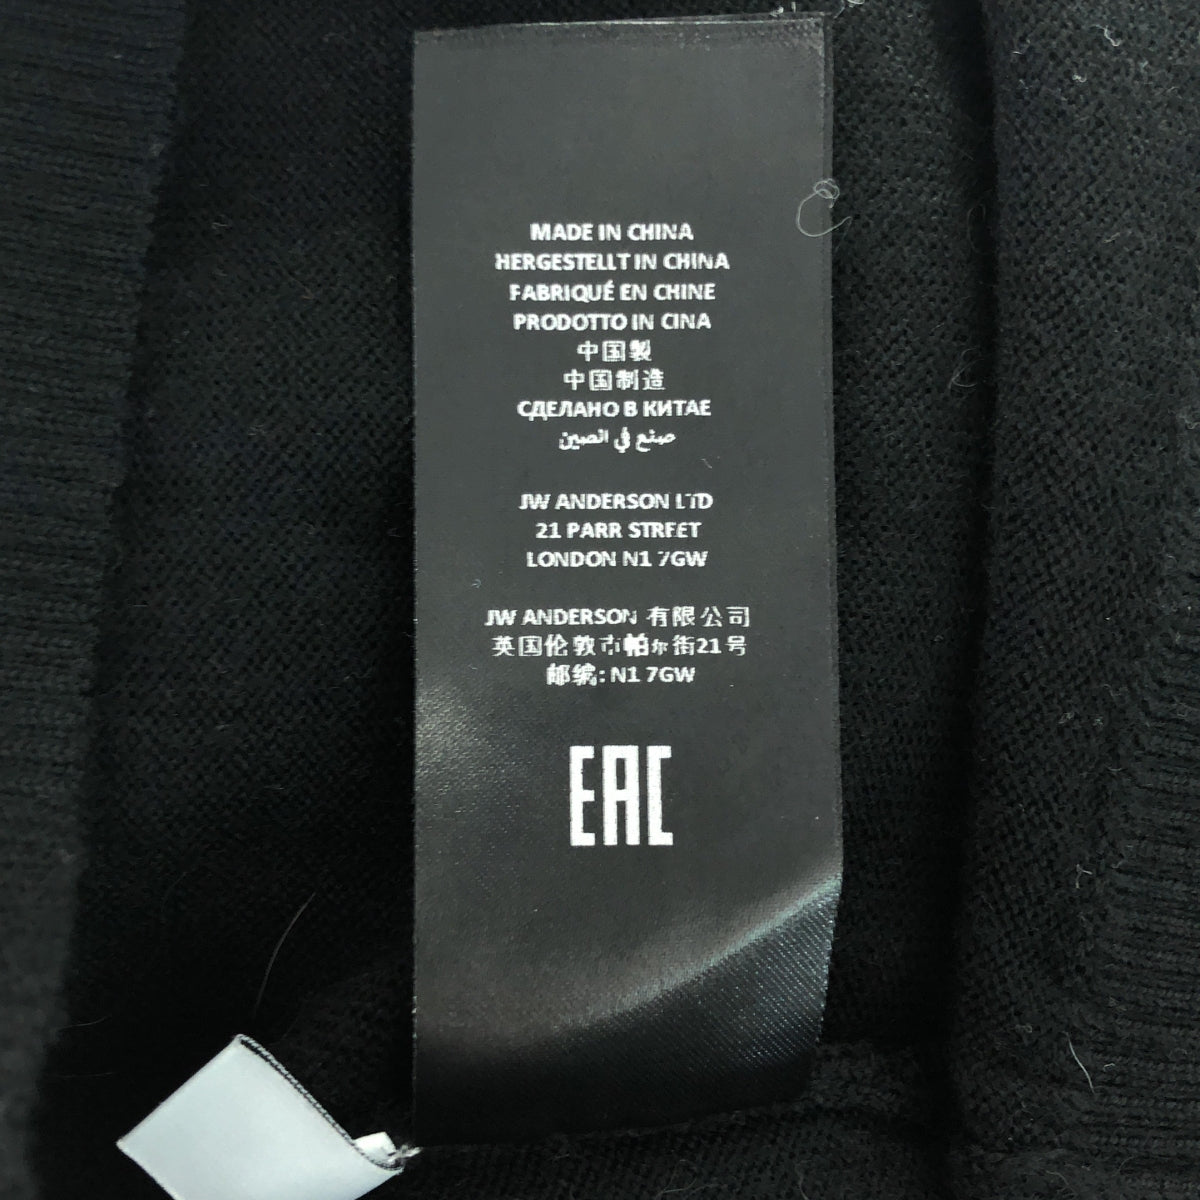 MADE IN CHINA
HERGESTELLT IN CHINA
FABRIQUÉ EN CHINE
PRODOTTO IN CINA
中国製
中国制造
СДЕЛАНО В КИТАЕ
صنع في الصين
JW ANDERSON LTD
21 PARR STREET
LONDON N1 7GW
JW ANDERSON 有限公司
英国伦敦市帕尔街21号
邮编: N1 7GW
EAC